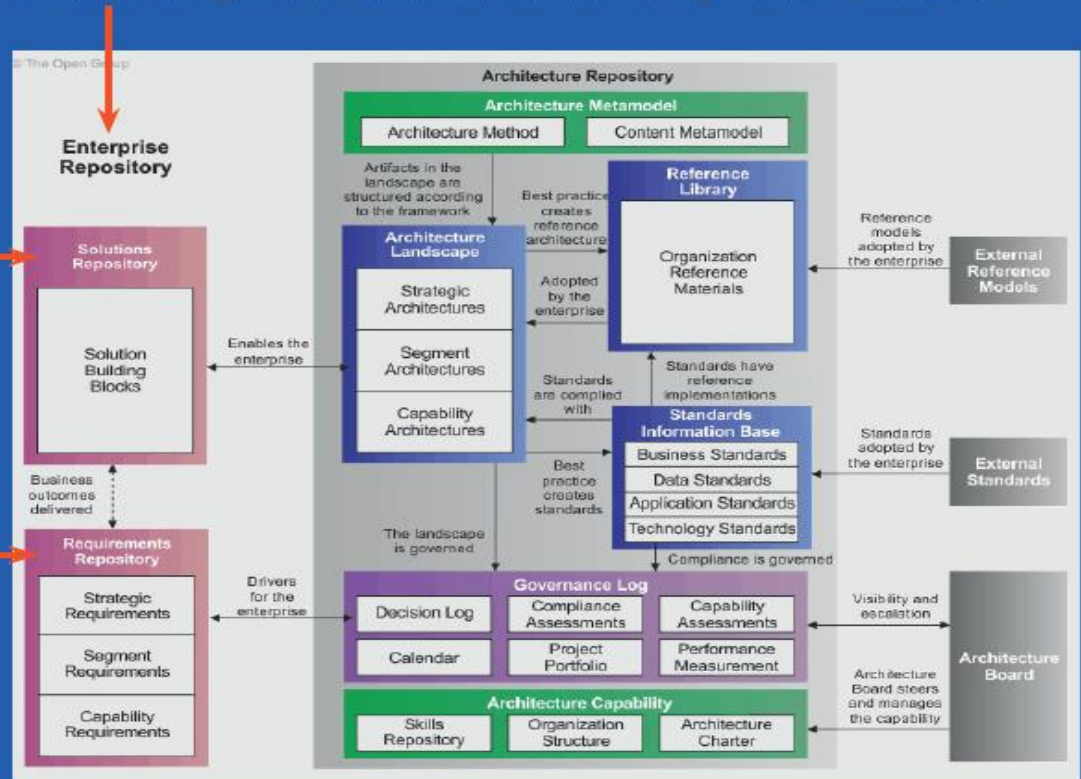 © The Open Group
Architecture Repository
Architecture Metamodel
Architecture Method
Content Metamodel
Enterprise
Repository
Artifacts in the
landscape are
structured according
to the framework
Best practice
creates
reference
architecture
Reference
Library
Organization
Reference
Materials
Reference
models
adopted by
the enterprise
External
Reference
Models
Solutions
Repository
Solution
Building
Blocks
Enables the
enterprise
Architecture
Landscape
Strategic
Architectures
Segment
Architectures
Capability
Architectures
Adopted
by the
enterprise
Standards
are complied
with
Standards have
reference
implementations
Standards
Information Base
Business Standards
Data Standards
Application Standards
Technology Standards
Standards
adopted by
the enterprise
External
Standards
Best
practice
creates
standards
Business
outcomes
delivered
The landscape
is governed
Compliance is governed
Requirements
Repository
Strategic
Requirements
Segment
Requirements
Capability
Requirements
Drivers
for the
enterprise
Governance Log
Decision Log
Compliance
Assessments
Capability
Assessments
Calendar
Project
Portfolio
Performance
Measurement
Visibility and
escalation
Architecture
Board
Architecture
Board steers
and manages
the capability
Architecture Capability
Skills
Repository
Organization
Structure
Architecture
Charter